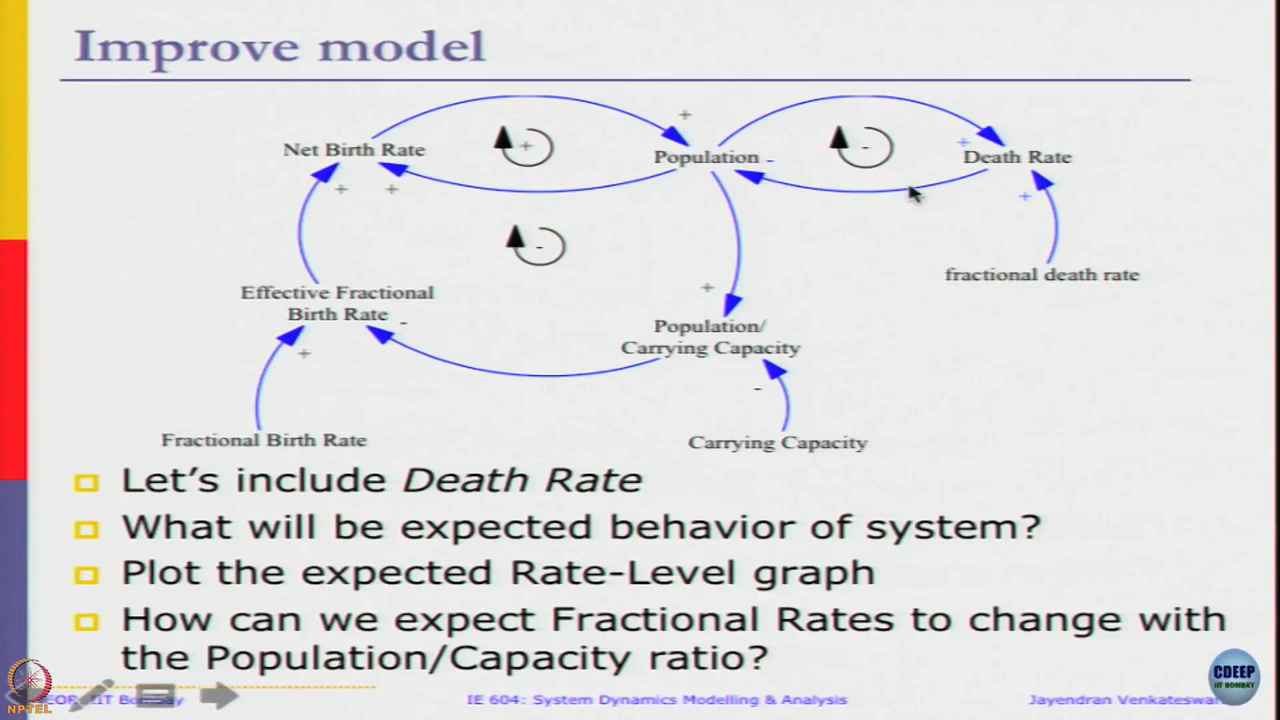 Improve model
+
Net Birth Rate
+
Population -
-
+
Death Rate
+
+
+
-
fractional death rate
Effective Fractional
Birth Rate
-
+
Population/
Carrying Capacity
+
-
Fractional Birth Rate
Carrying Capacity
Let's include Death Rate
What will be expected behavior of system?
Plot the expected Rate-Level graph
How can we expect Fractional Rates to change with
the Population/Capacity ratio?
CDEEP
IIT BOMBAY
NPTEL
IIT Bombay
IE 604: System Dynamics Modelling & Analysis
Jayendran